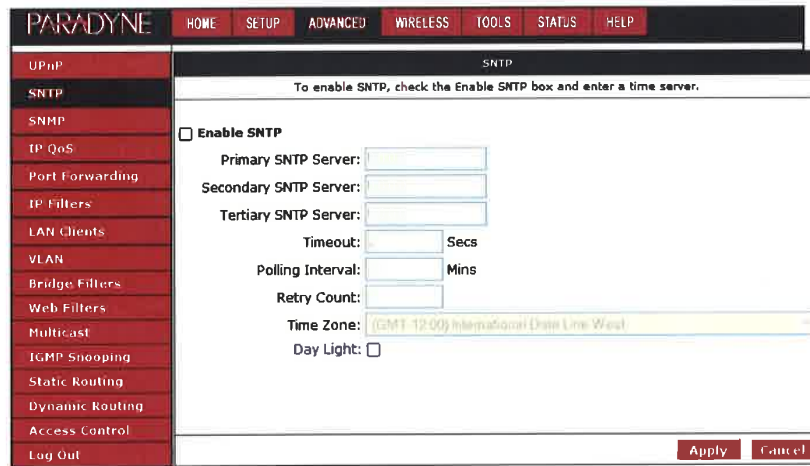 PARADYNE
HOME SETUP ADVANCED WIRELESS TOOLS STATUS HELP
UPnP
SNTP
SNMP
IP QoS
Port Forwarding
IP Filters
LAN Clients
VLAN
Bridge Filters
Web Filters
Multicast
IGMP Snooping
Static Routing
Dynamic Routing
Access Control
Log Out
SNTP
To enable SNTP, check the Enable SNTP box and enter a time server.
Enable SNTP
Primary SNTP Server:
Secondary SNTP Server:
Tertiary SNTP Server:
Timeout: Secs
Polling Interval: Mins
Retry Count:
Time Zone: (GMT-12:00) International Date Line West
Day Light:
Apply Cancel